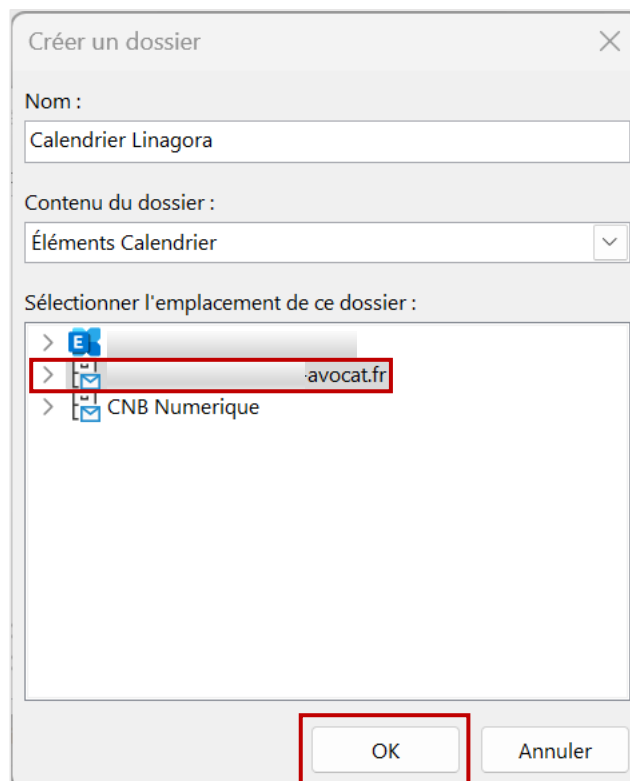 Créer un dossier
Nom :
Calendrier Linagora
Contenu du dossier :
Éléments Calendrier
Sélectionner l'emplacement de ce dossier :
E
-avocat.fr
CNB Numerique
OK
Annuler